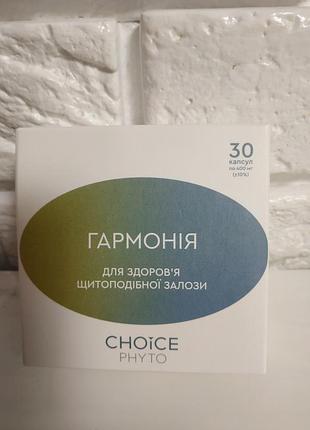 30
капсул
по 400 мг
(±10%)
ГАРМОНІЯ
ДЛЯ ЗДОРОВ'Я
ЩИТОПОДІБНОЇ ЗАЛОЗИ
CHOiCE
PHYTO